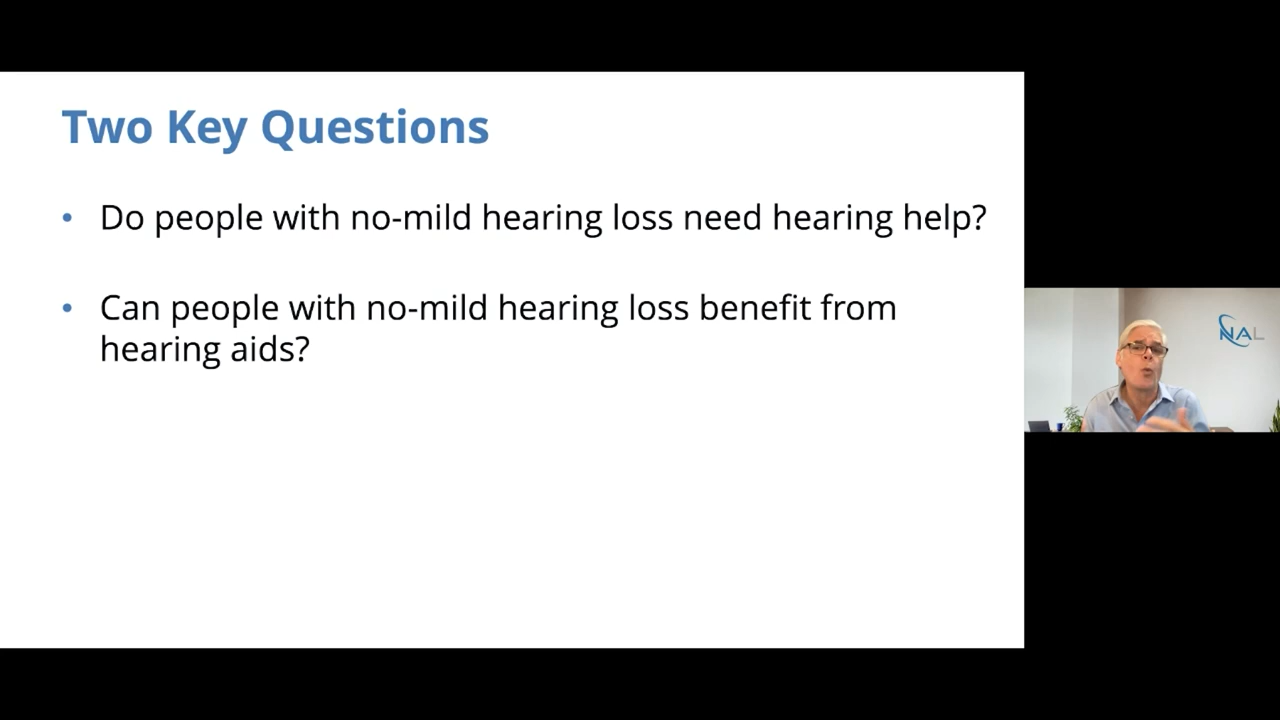 Two Key Questions
• Do people with no-mild hearing loss need hearing help?
• Can people with no-mild hearing loss benefit from
hearing aids?
NAL